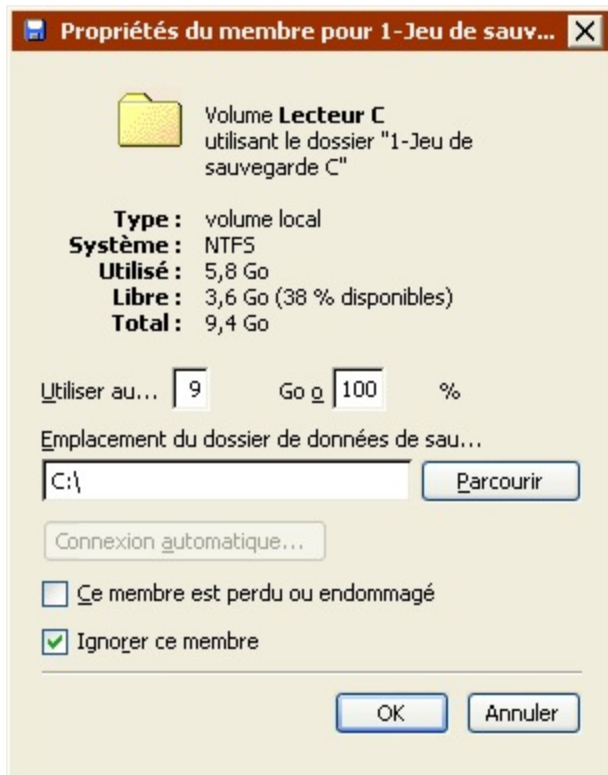 Propriétés du membre pour 1-Jeu de sauv...
Volume Lecteur C
utilisant le dossier "1-Jeu de
sauvegarde C"
Type : volume local
Système : NTFS
Utilisé : 5,8 Go
Libre : 3,6 Go (38 % disponibles)
Total : 9,4 Go
Utiliser au... 9 Go o 100 %
Emplacement du dossier de données de sau...
C:\ Parcourir
Connexion automatique...
Ce membre est perdu ou endommagé
Ignorer ce membre
OK Annuler